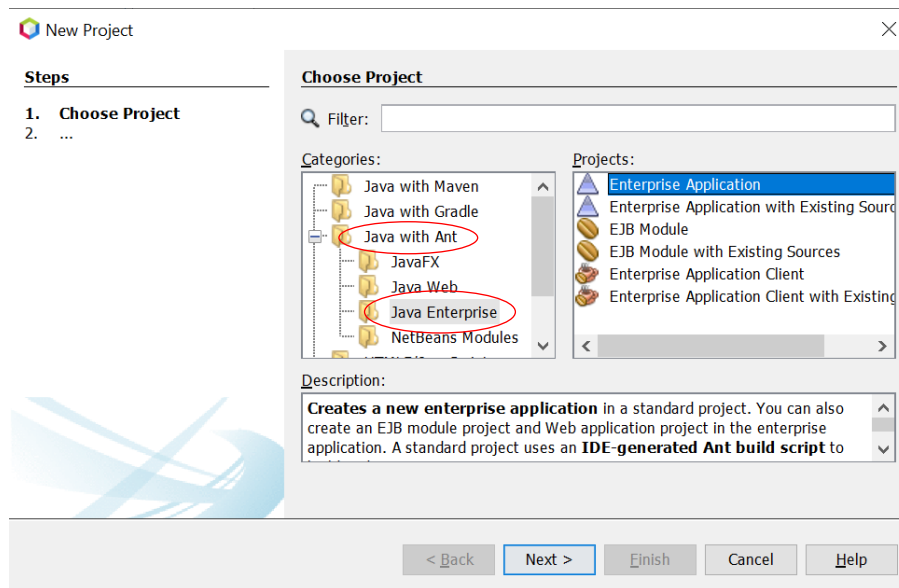 New Project
Steps
1. Choose Project
2. ...
Choose Project
Filter:
Categories:
Java with Maven
Java with Gradle
Java with Ant
JavaFX
Java Web
Java Enterprise
NetBeans Modules
Projects:
Enterprise Application
Enterprise Application with Existing Sourc
EJB Module
EJB Module with Existing Sources
Enterprise Application Client
Enterprise Application Client with Existing
Description:
Creates a new enterprise application in a standard project. You can also
create an EJB module project and Web application project in the enterprise
application. A standard project uses an IDE-generated Ant build script to
< Back
Next >
Finish
Cancel
Help